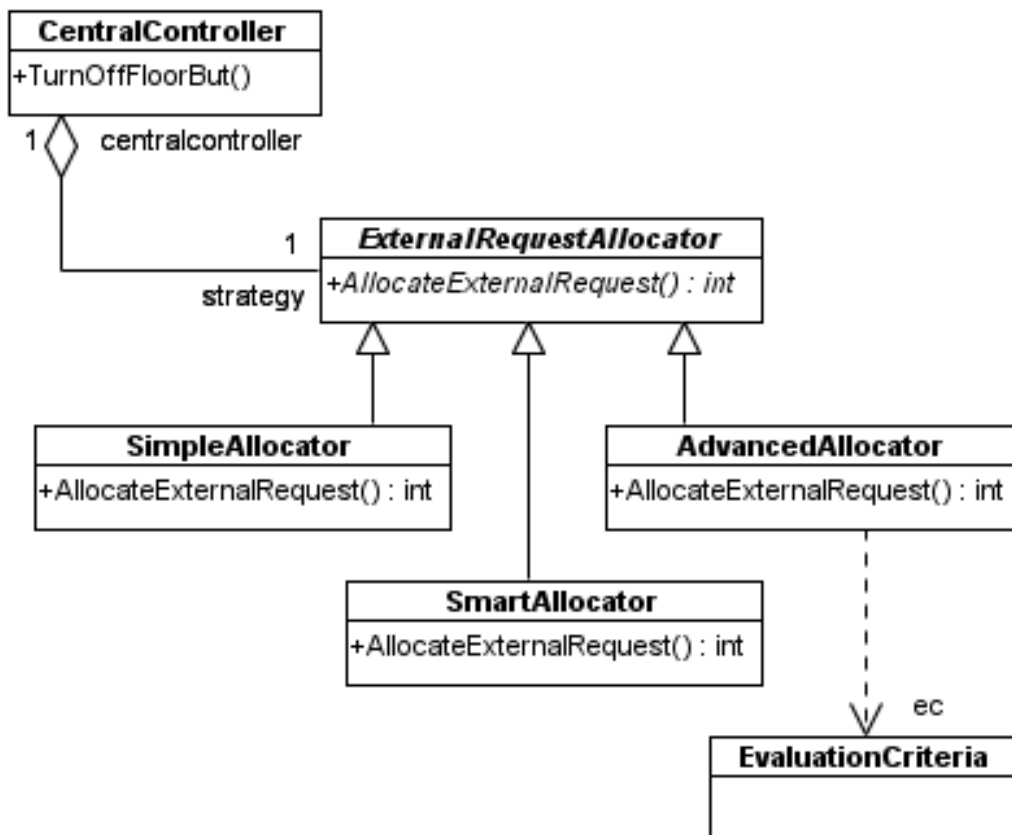 CentralController
+TurnOffFloorBut()
1 centralcontroller
1
strategy
ExternalRequestAllocator
+AllocateExternalRequest() : int
SimpleAllocator
+AllocateExternalRequest() : int
AdvancedAllocator
+AllocateExternalRequest() : int
SmartAllocator
+AllocateExternalRequest() : int
ec
EvaluationCriteria